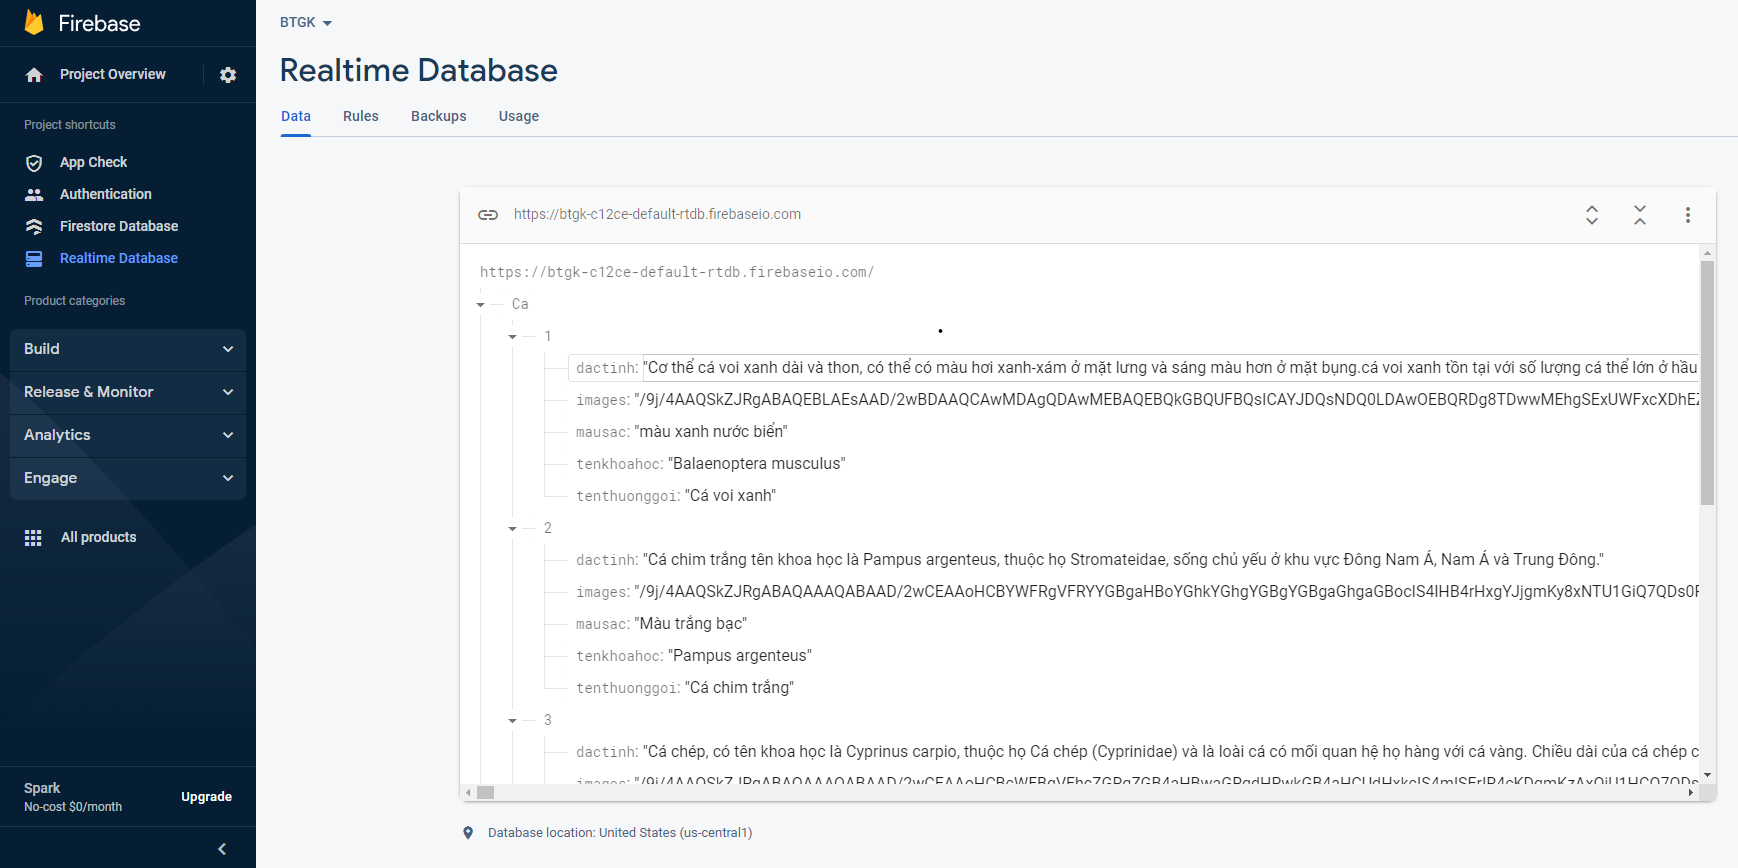 Firebase
Project Overview
Project shortcuts
App Check
Authentication
Firestore Database
Realtime Database
Product categories
Build
Release & Monitor
Analytics
Engage
All products
Spark
No-cost $0/month
Upgrade
BTGK
Realtime Database
Data Rules Backups Usage
https://btgk-c12ce-default-rtdb.firebaseio.com
https://btgk-c12ce-default-rtdb.firebaseio.com/
Ca
1
dactinh: "Cơ thể cá voi xanh dài và thon, có thể có màu hơi xanh-xám ở mặt lưng và sáng màu hơn ở mặt bụng.cá voi xanh tồn tại với số lượng cá thể lớn ở hầu
images: "/9j/4AAQSkZJRgABAQEBLAEsAAD/2wBDAAQCAwMDAgQDAwMEBAQEBQkGBQUFBQsICAYJDQsNDQ0LDAwOEBQRDg8TDwwMEhgSExUWFxcXDhEZ
mausac: "màu xanh nước biển"
tenkhoahoc: "Balaenoptera musculus"
tenthuonggoi: "Cá voi xanh"
2
dactinh: "Cá chim trắng tên khoa học là Pampus argenteus, thuộc họ Stromateidae, sống chủ yếu ở khu vực Đông Nam Á, Nam Á và Trung Đông."
images: "/9j/4AAQSkZJRgABAQAAAQABAAD/2wCEAAoHCBYWFRgVFRYYGBgaHBoYGhkYGhgYGBgYGBgaGhgaGBocIS4lHB4rHxgYJjgmKy8xNTU1GiQ7QDs0F
mausac: "Màu trắng bạc"
tenkhoahoc: "Pampus argenteus"
tenthuonggoi: "Cá chim trắng"
3
dactinh: "Cá chép, có tên khoa học là Cyprinus carpio, thuộc họ Cá chép (Cyprinidae) và là loài cá có mối quan hệ họ hàng với cá vàng. Chiều dài của cá chép c
images:
Database location: United States (us-central1)